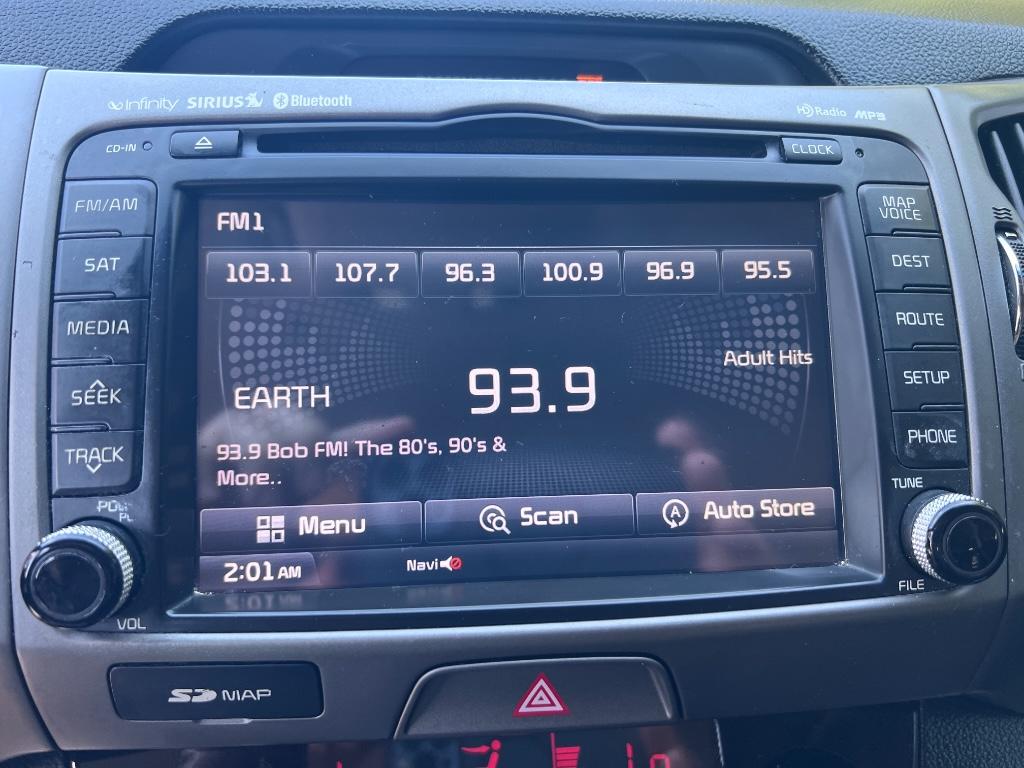 Infinity SIRIUS Bluetooth HD Radio MP3
CD-IN CLOCK
FM/AM
SAT
MEDIA
SEEK
TRACK
VOL
MAP VOICE
DEST
ROUTE
SETUP
PHONE
TUNE
FILE
FM1
103.1 107.7 96.3 100.9 96.9 95.5
Adult Hits
EARTH 93.9
93.9 Bob FM! The 80's, 90's &
More..
Menu Scan Auto Store
2:01 AM Navi
SD MAP